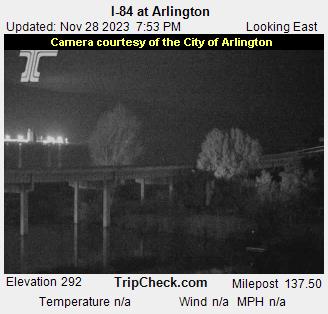 I-84 at Arlington
Updated: Nov 28 2023 7:53 PM Looking East
Camera courtesy of the City of Arlington
Elevation 292 TripCheck.com Milepost 137.50
Temperature n/a Wind n/a MPH n/a